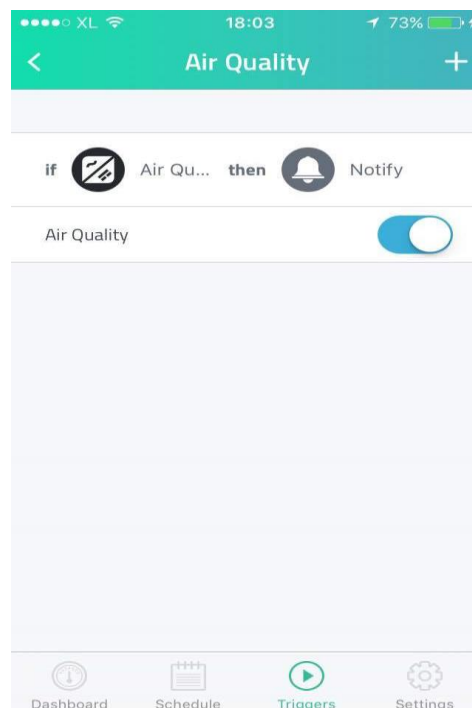 XL 18:03 73%
Air Quality
if Air Qu... then Notify
Air Quality
Dashboard Schedule Triggers Settings